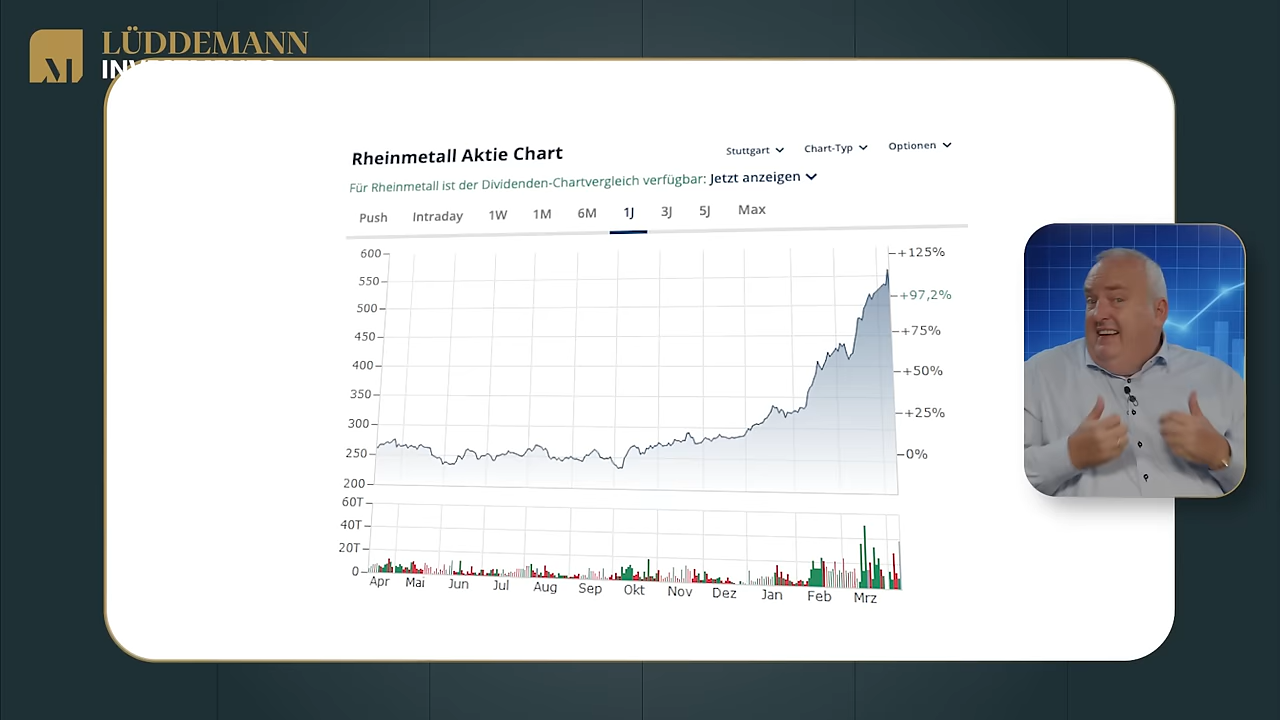 LÜDDEMANN
Rheinmetall Aktie Chart
Stuttgart Chart-Typ Optionen
Für Rheinmetall ist der Dividenden-Chartvergleich verfügbar: Jetzt anzeigen
Push Intraday 1W 1M 6M 1J 3J 5J Max
600 +125%
550
+97,2%
500
450 +75%
400 +50%
350
300 +25%
250 0%
200
60T
40T
20T
0
Apr Mai Jun Jul Aug Sep Okt Nov Dez Jan Feb Mrz